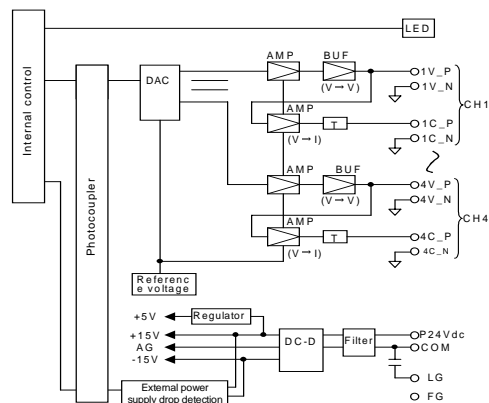 LED
Internal control
Photocoupler
DAC
AMP
BUF
(V→V)
1V_P
1V_N
CH1
AMP
(V→I)
T
1C_P
1C_N
AMP
BUF
(V→V)
4V_P
4V_N
CH4
AMP
(V→I)
T
4C_P
4C_N
Referenc
e voltage
+5V
Regulator
+15V
AG
-15V
DC-D
Filter
P24Vdc
COM
LG
FG
External power
supply drop detection